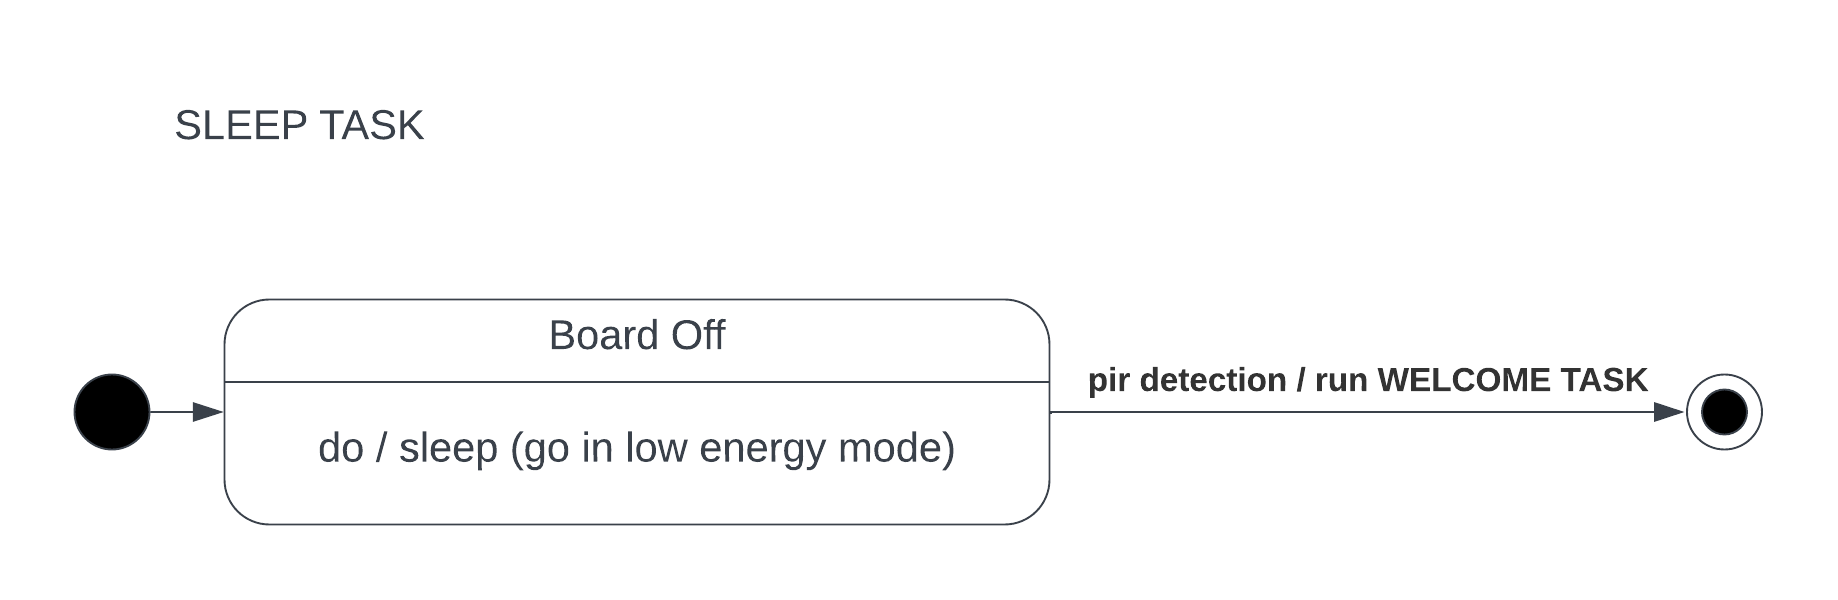 SLEEP TASK
Board Off
do / sleep (go in low energy mode)
pir detection / run WELCOME TASK